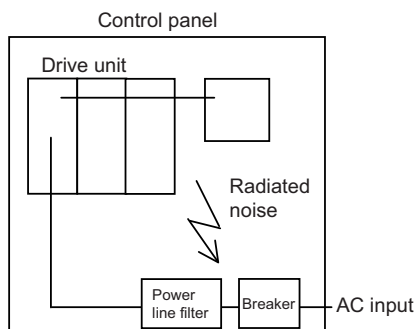 Control panel
Drive unit
Radiated
noise
Power
line filter
Breaker
AC input